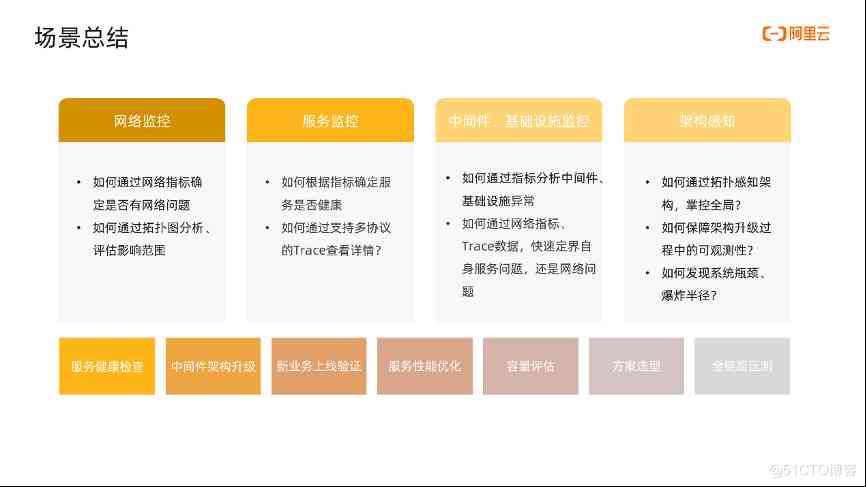 场景总结
阿里云
网络监控
如何通过网络指标确
定是否有网络问题
如何通过拓扑图分析、
评估影响范围
服务监控
如何根据指标确定服
务是否健康
如何通过支持多协议
的Trace查看详情？
中间件、基础设施监控
如何通过指标分析中间件、
基础设施异常
如何通过网络指标、
Trace数据，快速定界自
身服务问题，还是网络问
题
架构感知
如何通过拓扑感知架
构，掌控全局？
如何保障架构升级过
程中的可观测性？
如何发现系统瓶颈、
爆炸半径？
服务健康检查
中间件架构升级
新业务上线验证
服务性能优化
容量评估
方案选型
全链路压测
@51CTO博客